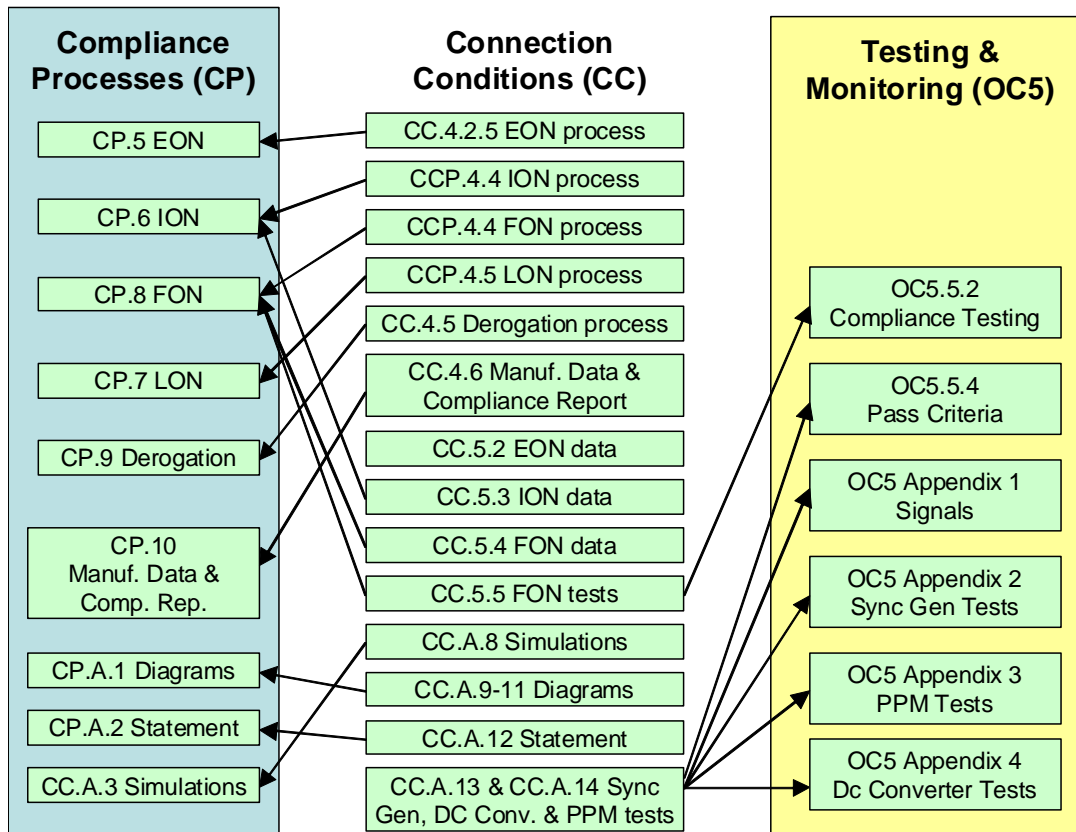 Compliance
Processes (CP)
CP.5 EON
CP.6 ION
CP.8 FON
CP.7 LON
CP.9 Derogation
CP.10
Manuf. Data &
Comp. Rep.
CP.A.1 Diagrams
CP.A.2 Statement
CC.A.3 Simulations
Connection
Conditions (CC)
CC.4.2.5 EON process
CCP.4.4 ION process
CCP.4.4 FON process
CCP.4.5 LON process
CC.4.5 Derogation process
CC.4.6 Manuf. Data &
Compliance Report
CC.5.2 EON data
CC.5.3 ION data
CC.5.4 FON data
CC.5.5 FON tests
CC.A.8 Simulations
CC.A.9-11 Diagrams
CC.A.12 Statement
CC.A.13 & CC.A.14 Sync
Gen, DC Conv. & PPM tests
Testing &
Monitoring (OC5)
OC5.5.2
Compliance Testing
OC5.5.4
Pass Criteria
OC5 Appendix 1
Signals
OC5 Appendix 2
Sync Gen Tests
OC5 Appendix 3
PPM Tests
OC5 Appendix 4
Dc Converter Tests